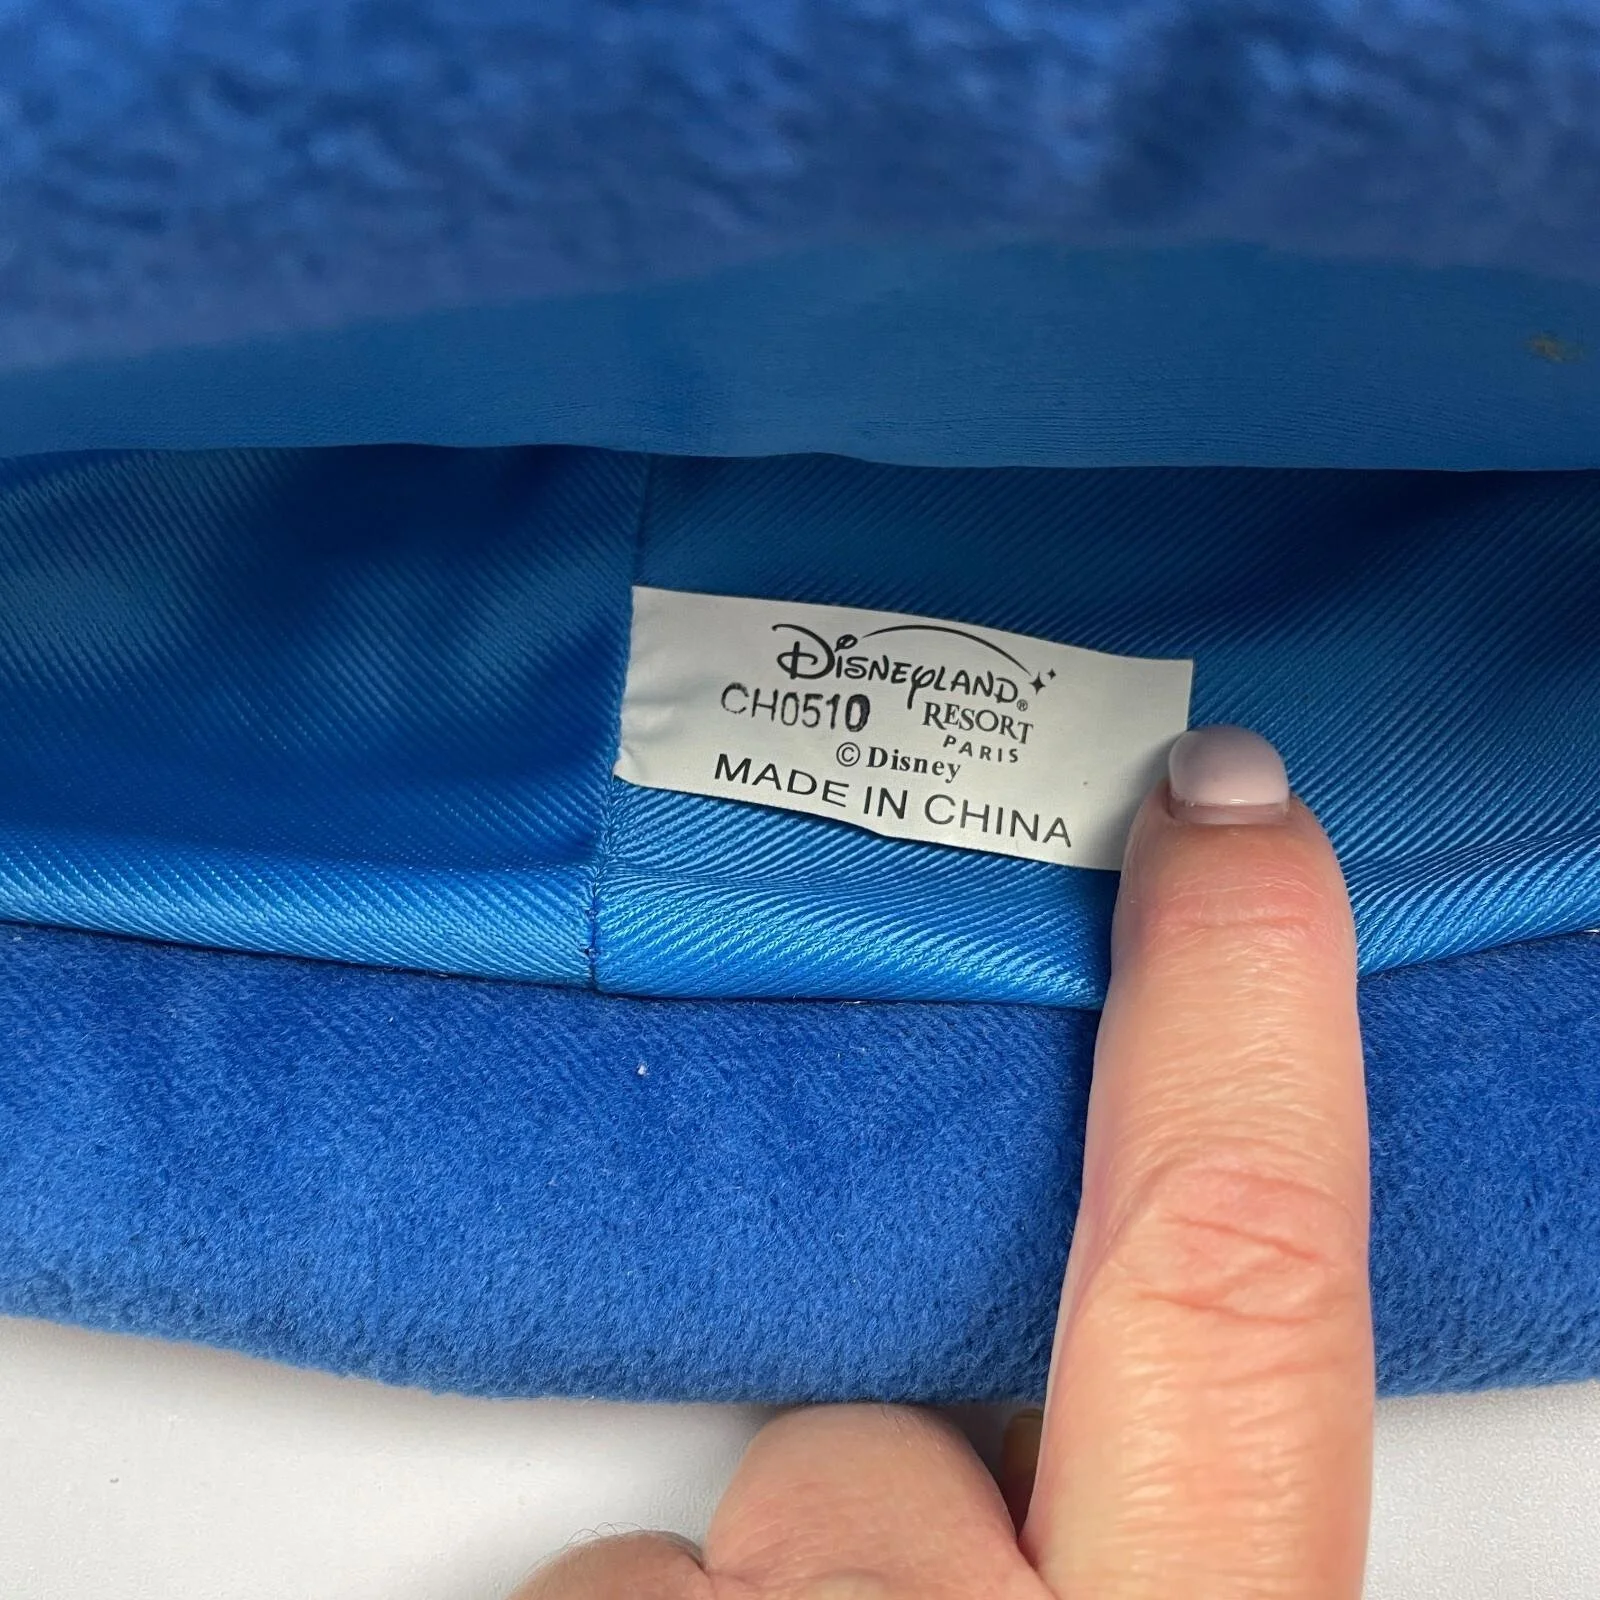 DISNEYLAND®
CH0510 RESORT
PARIS
© Disney
MADE IN CHINA